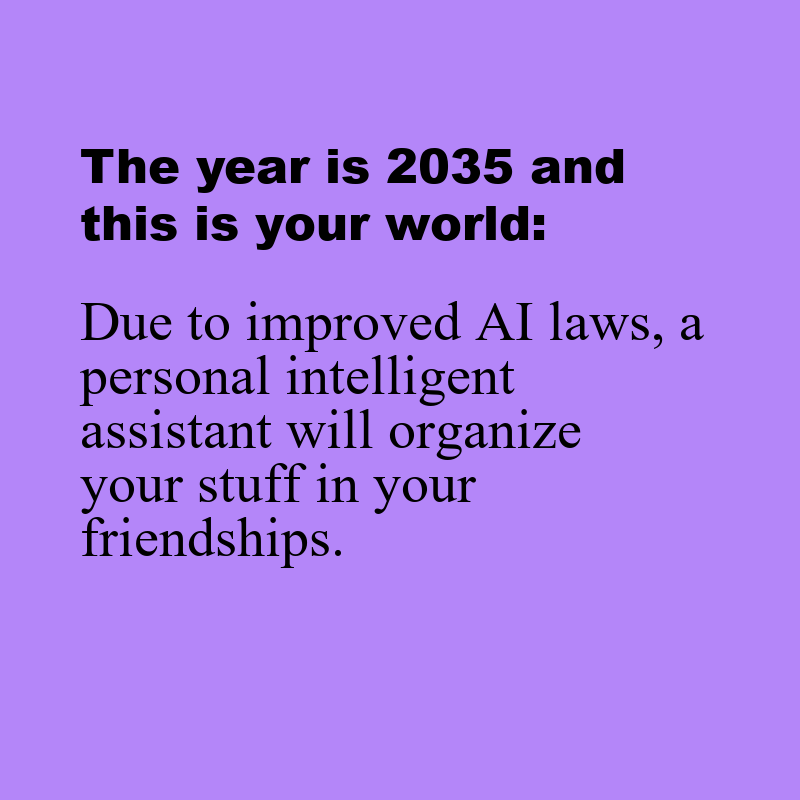 The year is 2035 and
this is your world:
Due to improved AI laws, a
personal intelligent
assistant will organize
your stuff in your
friendships.